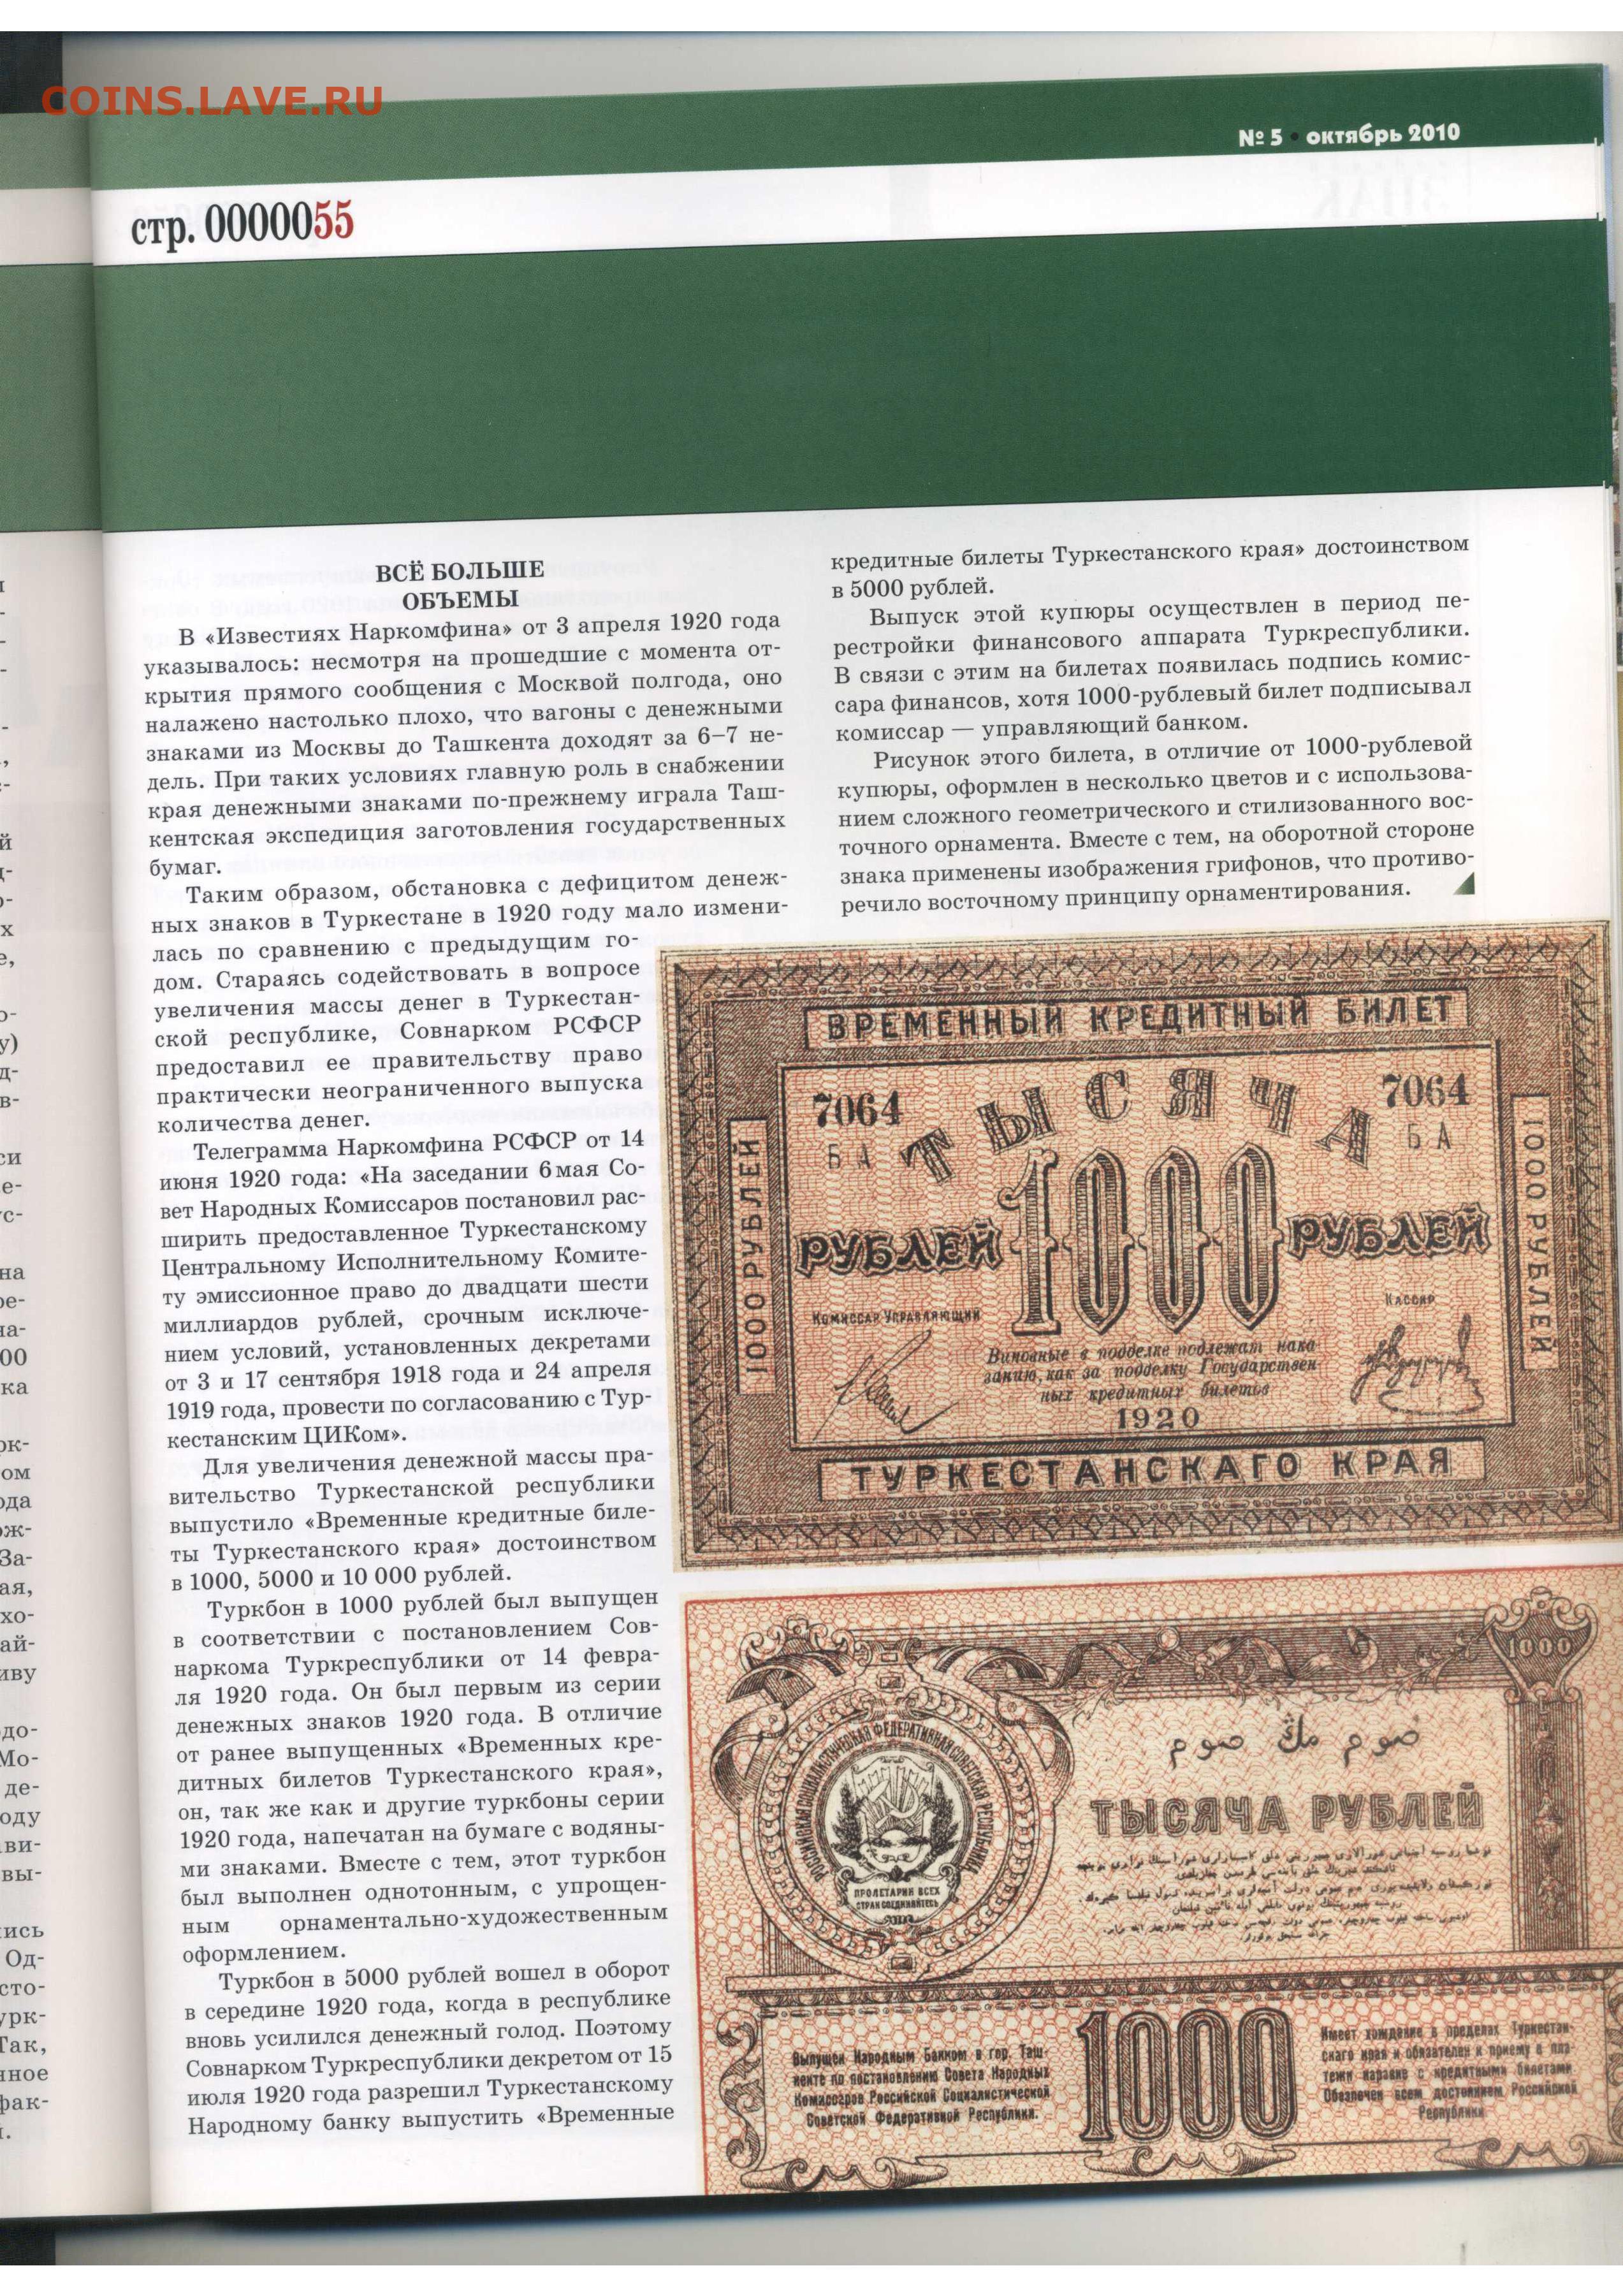 COINS.LAVE.RU
№ 5 • октябрь 2010
стр. 0000055
ВСЁ БОЛЬШЕ
ОБЪЕМЫ
В «Известиях Наркомфина» от 3 апреля 1920 года
указывалось: несмотря на прошедшие с момента от-
крытия прямого сообщения с Москвой полгода, оно
налажено настолько плохо, что вагоны с денежными
знаками из Москвы до Ташкента доходят за 6–7 не-
дель. При таких условиях главную роль в снабжении
края денежными знаками по-прежнему играла Таш-
кентская экспедиция заготовления государственных
бумаг.
Таким образом, обстановка с дефицитом денеж-
ных знаков в Туркестане в 1920 году мало измени-
лась по сравнению с предыдущим го-
дом. Стараясь содействовать в вопросе
увеличения массы денег в Туркестан-
ской республике, Совнарком РСФСР
предоставил ее правительству право
практически неограниченного выпуска
количества денег.
Телеграмма Наркомфина РСФСР от 14
июня 1920 года: «На заседании 6 мая Со-
вет Народных Комиссаров постановил рас-
ширить предоставленное Туркестанскому
Центральному Исполнительному Комите-
ту эмиссионное право до двадцати шести
миллиардов рублей, срочным исключе-
нием условий, установленных декретами
от 3 и 17 сентября 1918 года и 24 апреля
1919 года, провести по согласованию с Тур-
кестанским ЦИКом».
Для увеличения денежной массы пра-
вительство Туркестанской республики
выпустило «Временные кредитные биле-
ты Туркестанского края» достоинством
в 1000, 5000 и 10 000 рублей.
Туркбон в 1000 рублей был выпущен
в соответствии с постановлением Сов-
наркома Туркреспублики от 14 февра-
ля 1920 года. Он был первым из серии
денежных знаков 1920 года. В отличие
от ранее выпущенных «Временных кре-
дитных билетов Туркестанского края»,
он, так же как и другие туркбоны серии
1920 года, напечатан на бумаге с водяны-
ми знаками. Вместе с тем, этот туркбон
был выполнен однотонным, с упрощен-
ным орнаментально-художественным
оформлением.
Туркбон в 5000 рублей вошел в оборот
в середине 1920 года, когда в республике
вновь усилился денежный голод. Поэтому
Совнарком Туркреспублики декретом от 15
июля 1920 года разрешил Туркестанскому
Народному банку выпустить «Временные
кредитные билеты Туркестанского края» достоинством
в 5000 рублей.
Выпуск этой купюры осуществлен в период пе-
рестройки финансового аппарата Туркреспублики.
В связи с этим на билетах появилась подпись комис-
сара финансов, хотя 1000-рублевый билет подписывал
комиссар — управляющий банком.
Рисунок этого билета, в отличие от 1000-рублевой
купюры, оформлен в несколько цветов и с использова-
нием сложного геометрического и стилизованного вос-
точного орнамента. Вместе с тем, на оборотной стороне
знака применены изображения грифонов, что противо-
речило восточному принципу орнаментирования.
ВРЕМЕННЫЙ КРЕДИТНЫЙ БИЛЕТ
7064 ТЫСЯЧА 7064
БА БА
1000 РУБЛЕЙ
РУБЛЕЙ 1000 РУБЛЕЙ
1000 РУБЛЕЙ
Комиссар Управляющий
Кассир
Виновные в подделке подлежат нака
занию, как за подделку Государствен
ных кредитных билетов
1920
ТУРКЕСТАНСКАГО КРАЯ
1000
РОССИЙСКАЯ СОЦИАЛИСТИЧЕСКАЯ ФЕДЕРАТИВНАЯ СОВЕТСКАЯ РЕСПУБЛИКА
ПРОЛЕТАРИИ ВСЕХ
СТРАН СОЕДИНЯЙТЕСЬ
صوم مڭ صوم
ТЫСЯЧА РУБЛЕЙ
Выпущен Народным Банком в гор. Таш-
кенте по постановлению Совета Народных
Комиссаров Российской Социалистической
Советской Федеративной Республики.
1000
Имеет хождение в пределах Туркестан-
скаго края и обязателен к приему в пла-
тежи наравне с кредитными билетами.
Обеспечен всем достоянием Российской
Республики